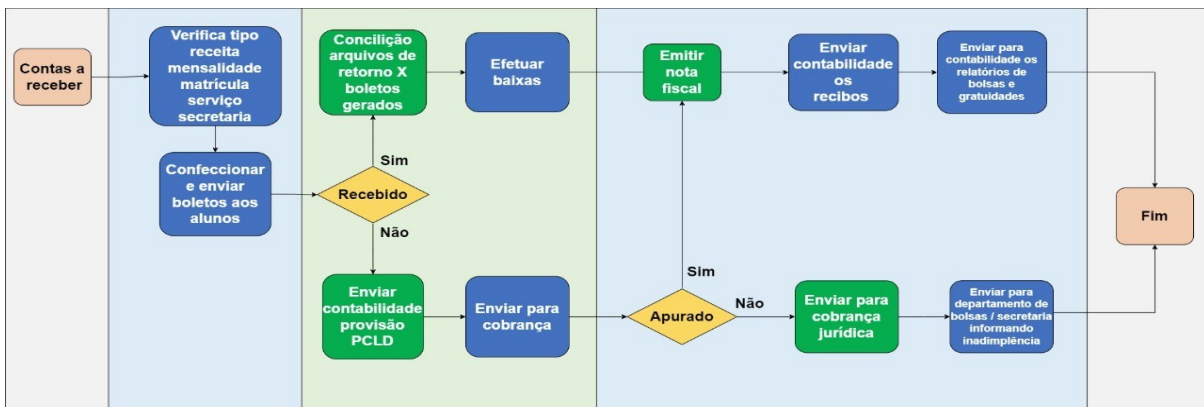 Contas a
receber
Verifica tipo
receita
mensalidade
matrícula
serviço
secretaria
Confeccionar
e enviar
boletos aos
alunos
Recebido
Sim
Não
Concilição
arquivos de
retorno X
boletos
gerados
Efetuar
baixas
Enviar
contabilidade
provisão
PCLD
Enviar para
cobrança
Apurado
Sim
Não
Emitir
nota
fiscal
Enviar
contabilidade
os
recibos
Enviar para
contabilidade os
relatórios de
bolsas e
gratuidades
Enviar para
cobrança
jurídica
Enviar para
departamento de
bolsas / secretaria
informando
inadimplência
Fim